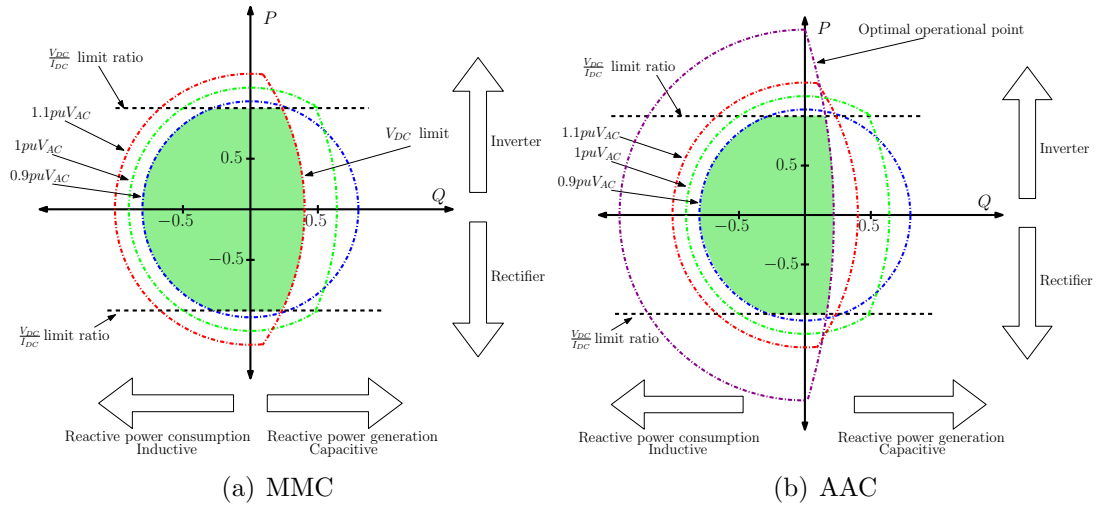 P
V_DC/I_DC limit ratio
1.1puV_AC
1puV_AC
0.9puV_AC
V_DC limit
Q
0.5
−0.5
0.5
−0.5
V_DC/I_DC limit ratio
Inverter
Rectifier
Reactive power consumption
Inductive
Reactive power generation
Capacitive
(a) MMC
P
Optimal operational point
V_DC/I_DC limit ratio
1.1puV_AC
1puV_AC
0.9puV_AC
Q
0.5
−0.5
0.5
−0.5
V_DC/I_DC limit ratio
Inverter
Rectifier
Reactive power consumption
Inductive
Reactive power generation
Capacitive
(b) AAC